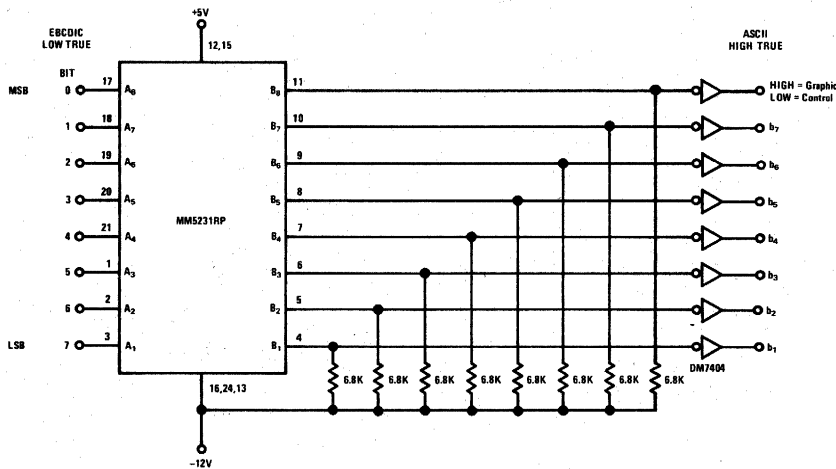 +5V
EBCDIC
LOW TRUE
ASCII
HIGH TRUE
12,15
BIT
MSB 0 17 A8 B8 11 HIGH = Graphic
LOW = Control
1 18 A7 B7 10 b7
2 19 A6 B6 9 b6
3 20 A5 B5 8 b5
MM5231RP
4 21 A4 B4 7 b4
5 1 A3 B3 6 b3
6 2 A2 B2 5 b2
LSB 7 3 A1 B1 4 b1
DM7404
6.8K 6.8K 6.8K 6.8K 6.8K 6.8K 6.8K 6.8K
16,24,13
−12V